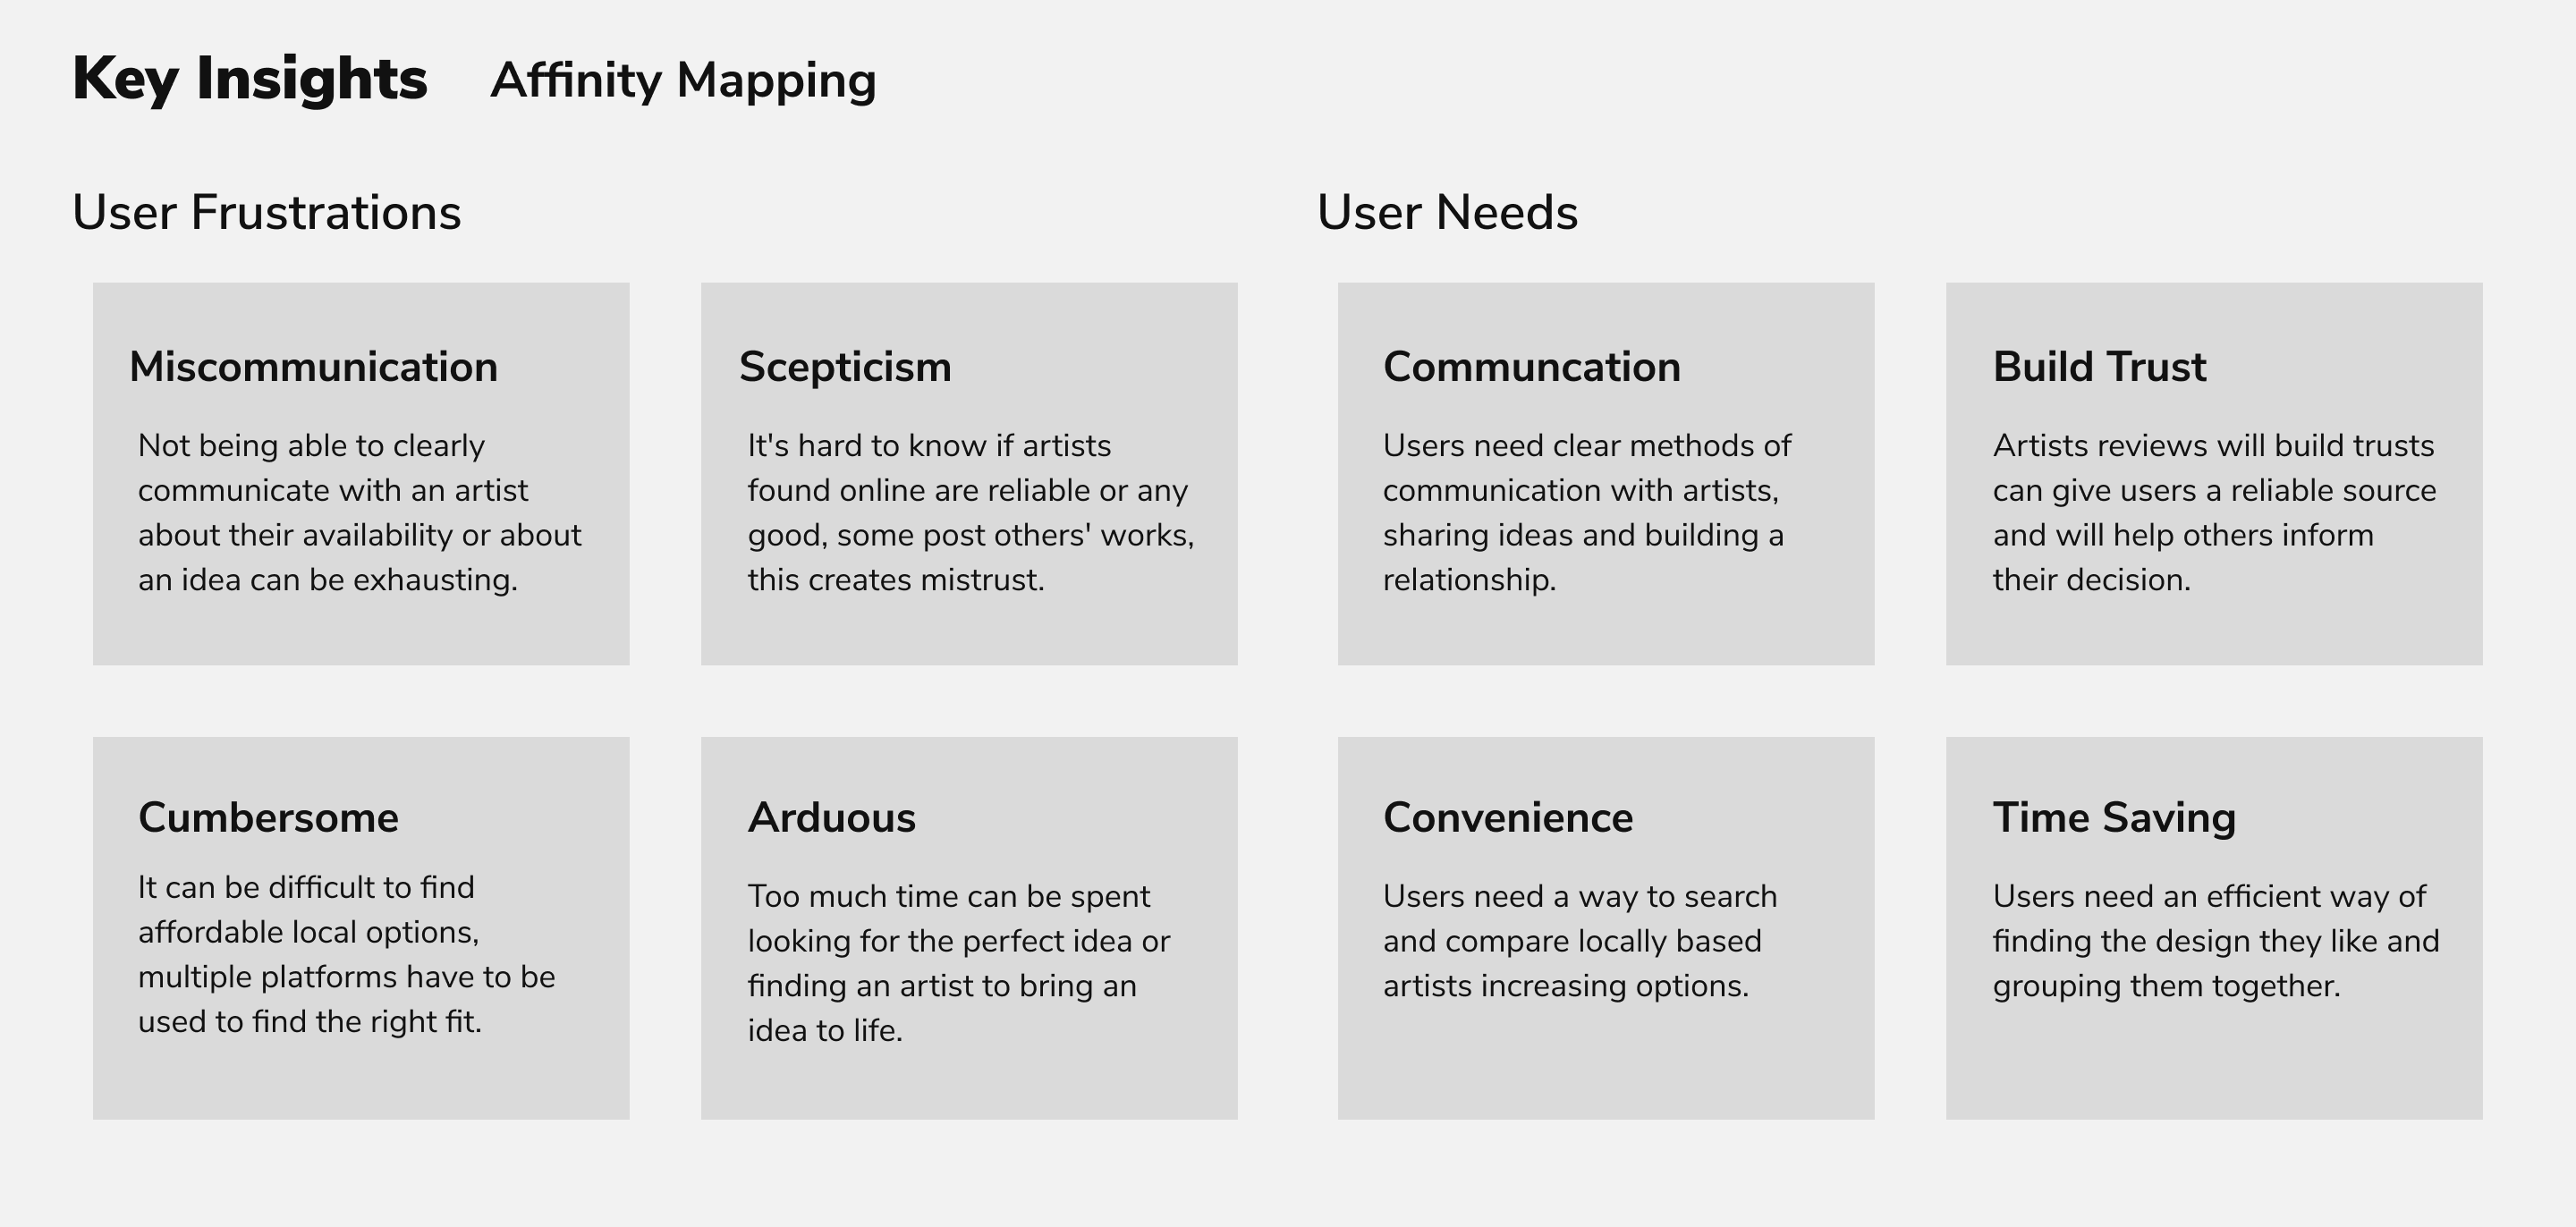 Key Insights Affinity Mapping
User Frustrations
Miscommunication
Not being able to clearly
communicate with an artist
about their availability or about
an idea can be exhausting.
Scepticism
It's hard to know if artists
found online are reliable or any
good, some post others' works,
this creates mistrust.
Cumbersome
It can be difficult to find
affordable local options,
multiple platforms have to be
used to find the right fit.
Arduous
Too much time can be spent
looking for the perfect idea or
finding an artist to bring an
idea to life.
User Needs
Communcation
Users need clear methods of
communication with artists,
sharing ideas and building a
relationship.
Build Trust
Artists reviews will build trusts
can give users a reliable source
and will help others inform
their decision.
Convenience
Users need a way to search
and compare locally based
artists increasing options.
Time Saving
Users need an efficient way of
finding the design they like and
grouping them together.